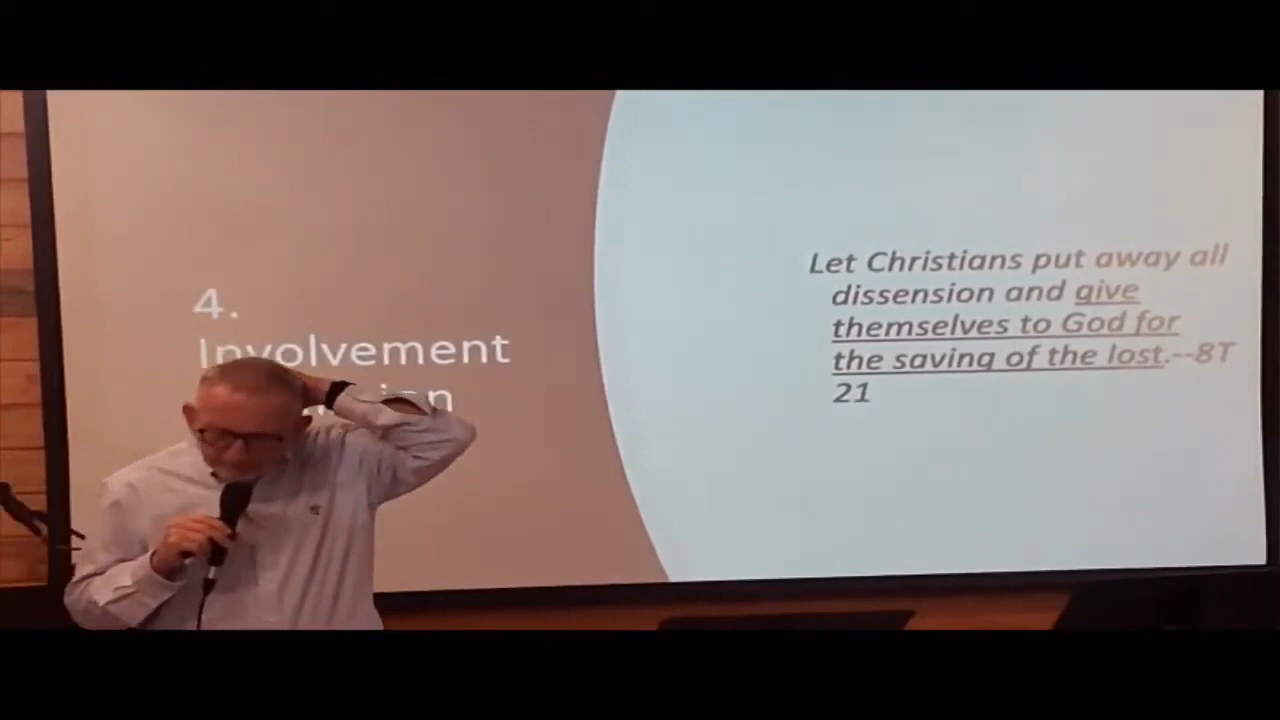 4.
Involvement
Let Christians put away all
dissension and give
themselves to God for
the saving of the lost.--8T
21